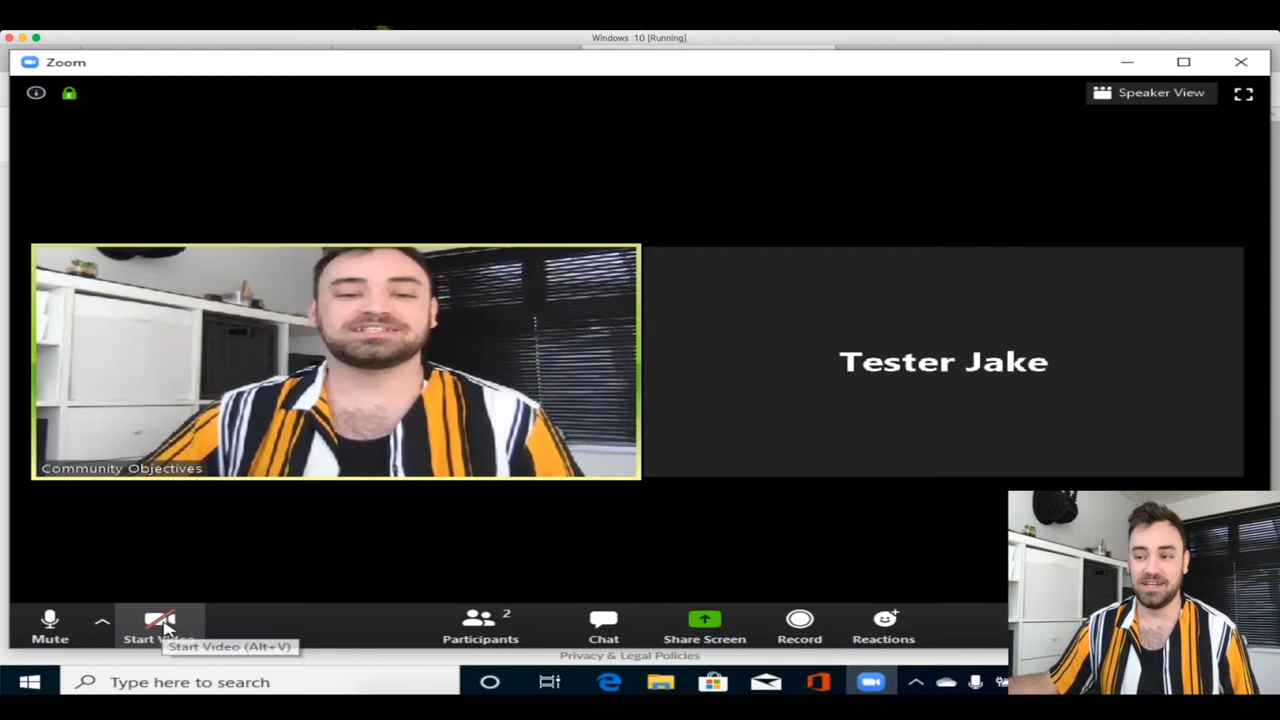 Windows 10 [Running]
Zoom
Speaker View
Tester Jake
Community Objectives
Mute
Start Video
Participants
2
Chat
Share Screen
Record
Reactions
Start Video (Alt+V)
Privacy & Legal Policies
Type here to search